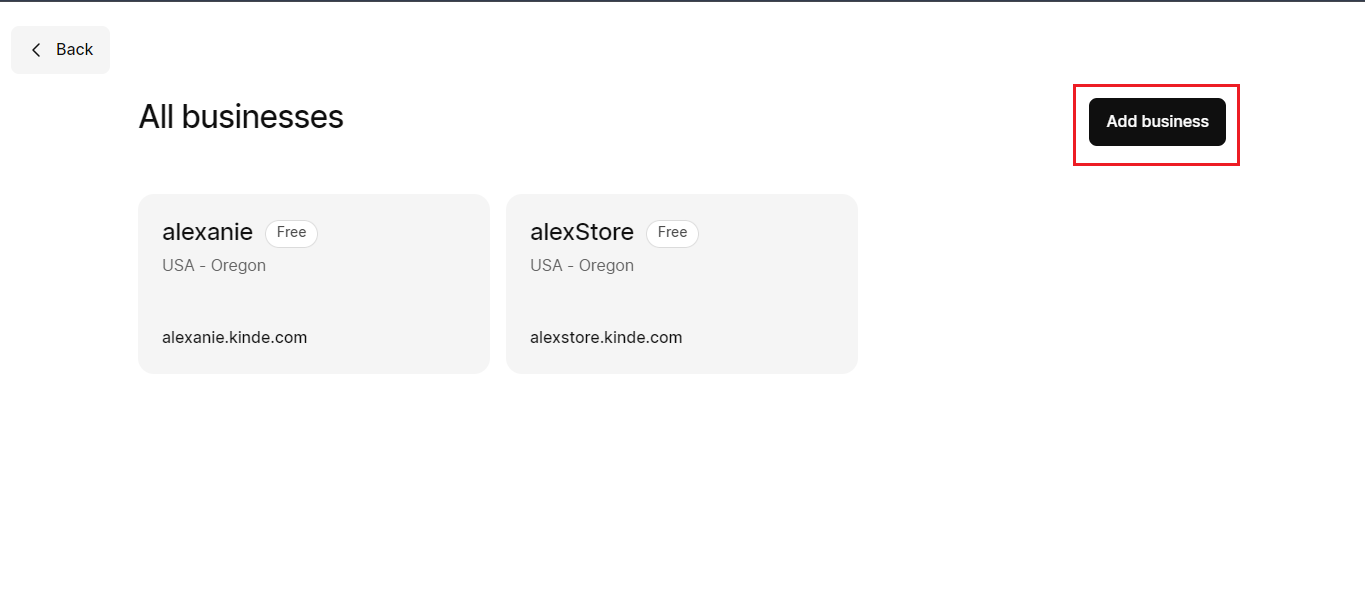 Back
All businesses
Add business
alexanie Free
USA - Oregon
alexanie.kinde.com
alexStore Free
USA - Oregon
alexstore.kinde.com